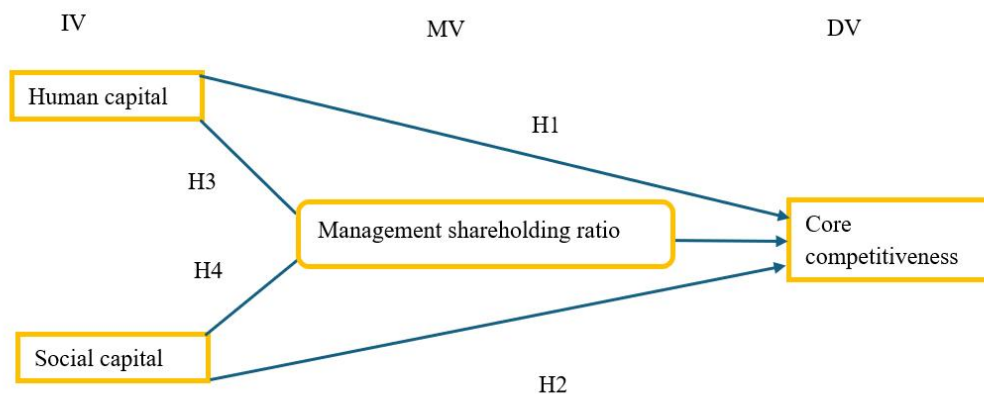 IV
MV
DV
Human capital
H1
H3
Management shareholding ratio
Core
competitiveness
H4
Social capital
H2